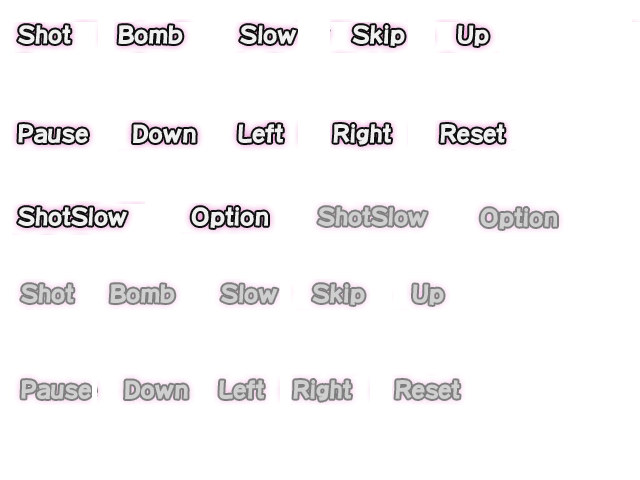 Shot Bomb Slow Skip Up
Pause Down Left Right Reset
ShotSlow Option ShotSlow Option
Shot Bomb Slow Skip Up
Pause Down Left Right Reset